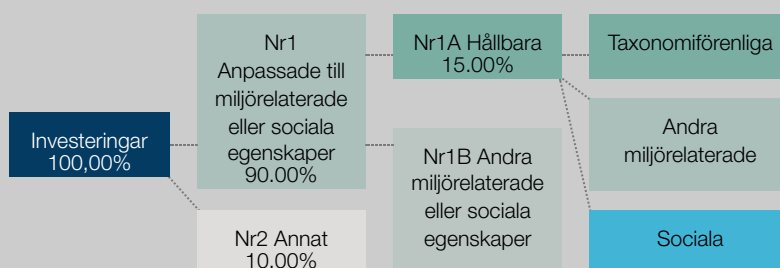 Investeringar
100,00%
Nr1
Anpassade till
miljörelaterade
eller sociala
egenskaper
90.00%
Nr2 Annat
10.00%
Nr1A Hållbara
15.00%
Nr1B Andra
miljörelaterade
eller sociala
egenskaper
Taxonomiförenliga
Andra
miljörelaterade
Sociala